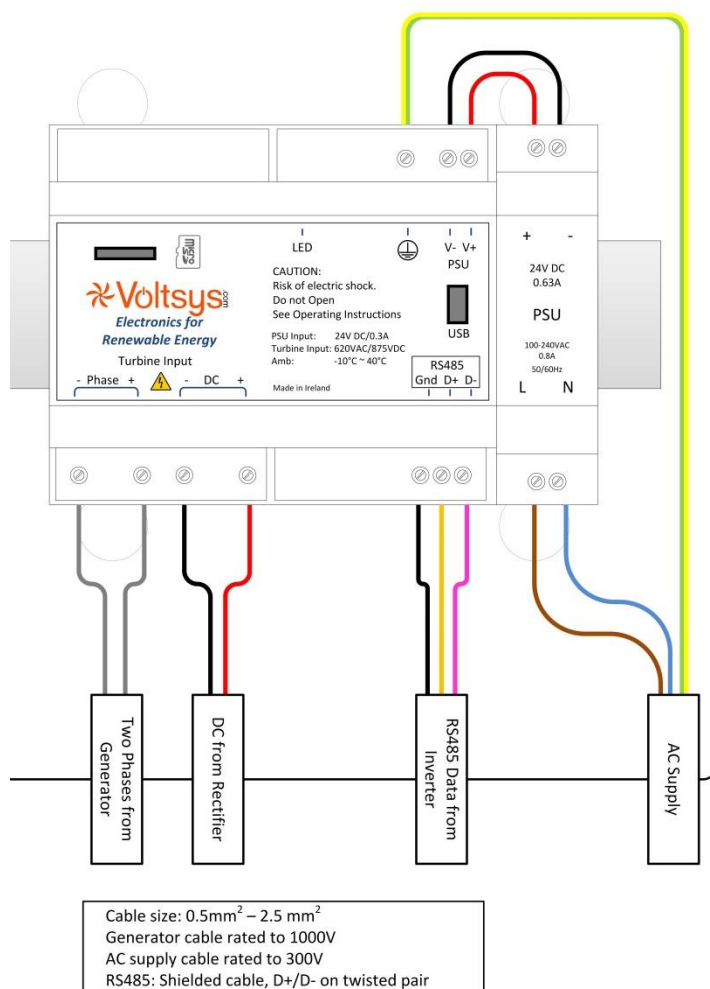 micro
SD
LED
V- V+
PSU
+ -
24V DC
0.63A
PSU
100-240VAC
0.8A
50/60Hz
L N
CAUTION:
Risk of electric shock.
Do not Open
See Operating Instructions
USB
Voltsys.com
Electronics for
Renewable Energy
PSU Input: 24V DC/0.3A
Turbine Input: 620VAC/875VDC
Amb: -10°C ~ 40°C
Made in Ireland
Turbine Input
- Phase + - DC +
RS485
Gnd D+ D-
Two Phases from
Generator
DC from Rectifier
RS485 Data from
Inverter
AC Supply
Cable size: 0.5mm² – 2.5 mm²
Generator cable rated to 1000V
AC supply cable rated to 300V
RS485: Shielded cable, D+/D- on twisted pair